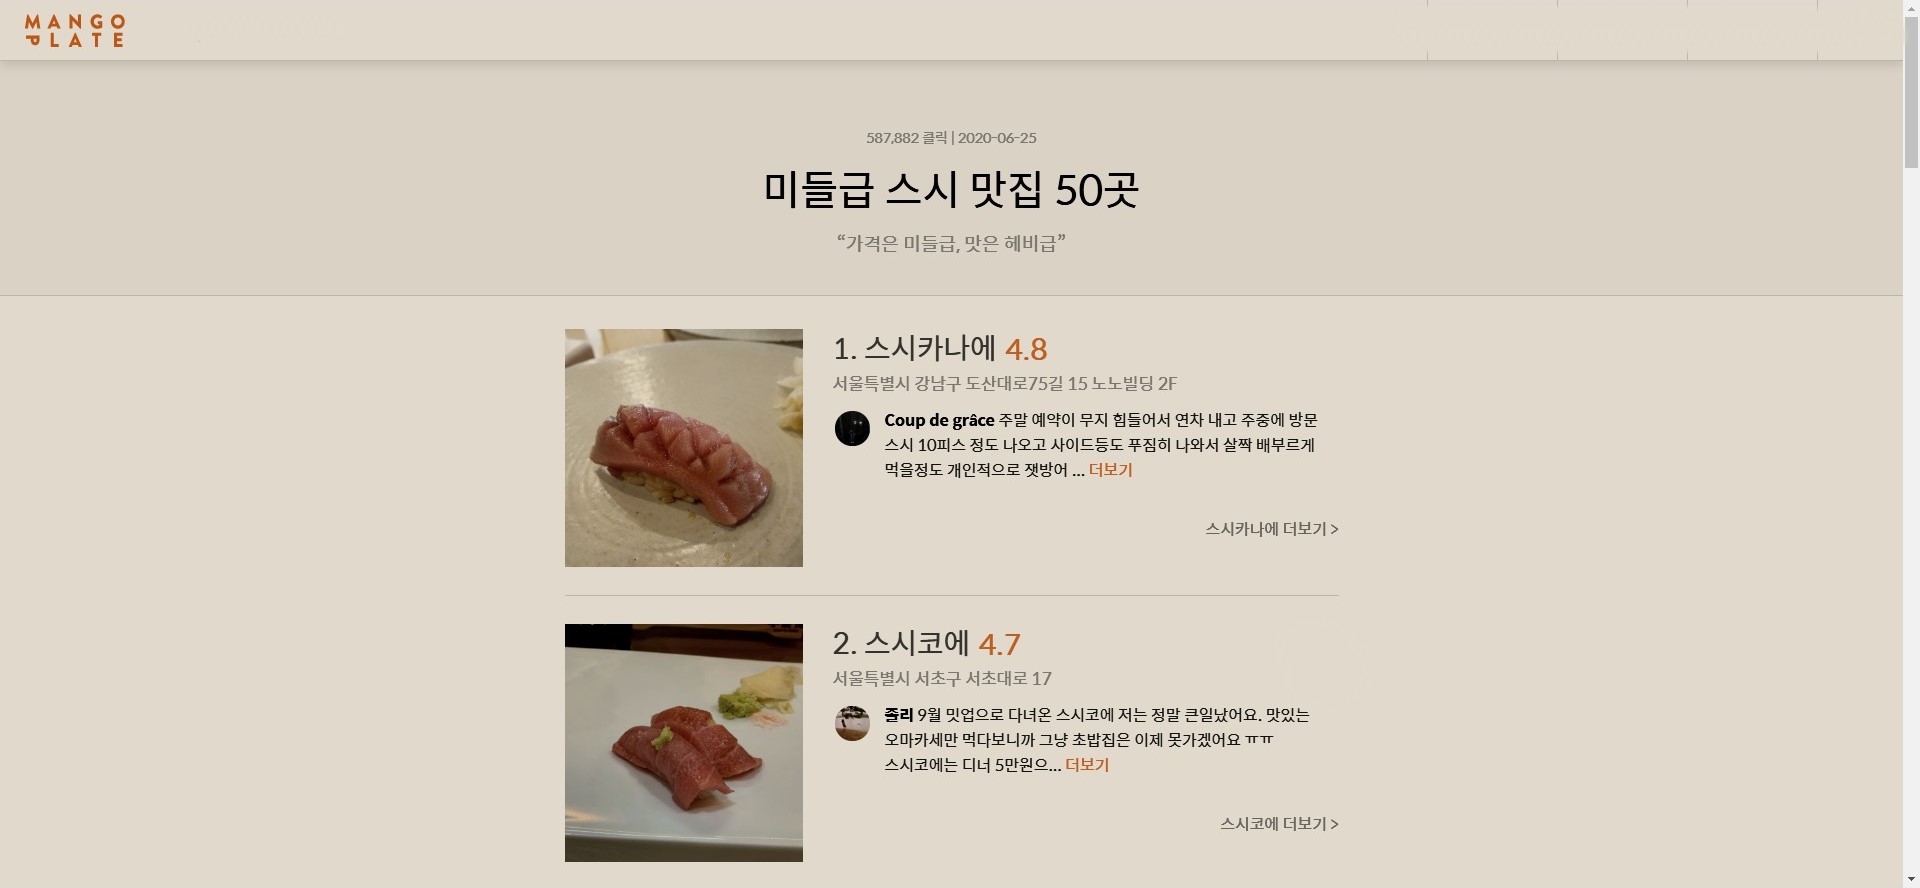 MANGO
PLATE
587,882 클릭 | 2020-06-25
미들급 스시 맛집 50곳
“가격은 미들급, 맛은 헤비급”
1. 스시카나에 4.8
서울특별시 강남구 도산대로75길 15 노노빌딩 2F
Coup de grâce 주말 예약이 무지 힘들어서 연차 내고 주중에 방문
스시 10피스 정도 나오고 사이드등도 푸짐히 나와서 살짝 배부르게
먹을정도 개인적으로 잿방어 ... 더보기
스시카나에 더보기 >
2. 스시코에 4.7
서울특별시 서초구 서초대로 17
졸리 9월 밋업으로 다녀온 스시코에 저는 정말 큰일났어요. 맛있는
오마카세만 먹다보니까 그냥 초밥집은 이제 못가겠어요 ㅠㅠ
스시코에는 디너 5만원으... 더보기
스시코에 더보기 >